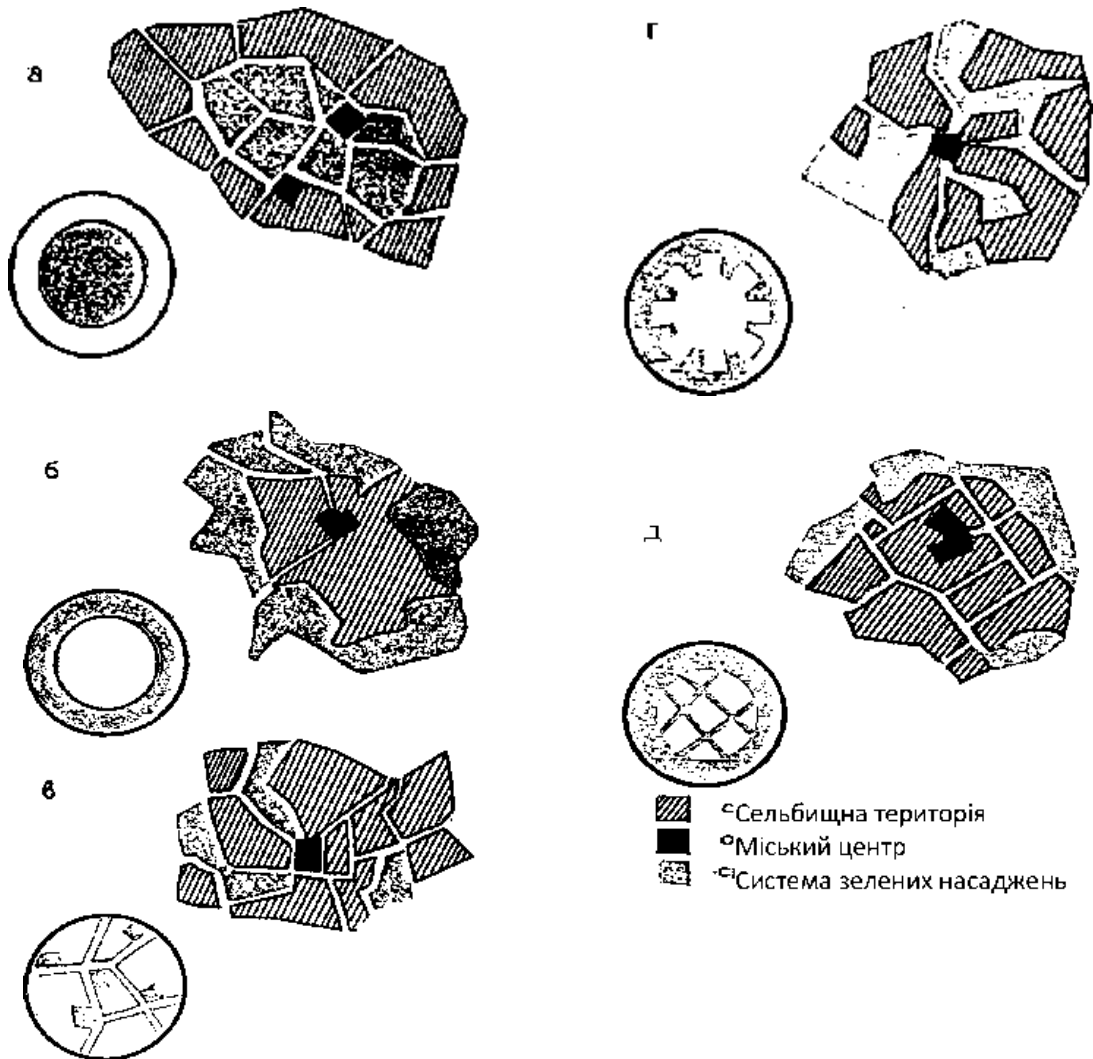 а
г
б
д
в
Сельбищна територія
Міський центр
Система зелених насаджень